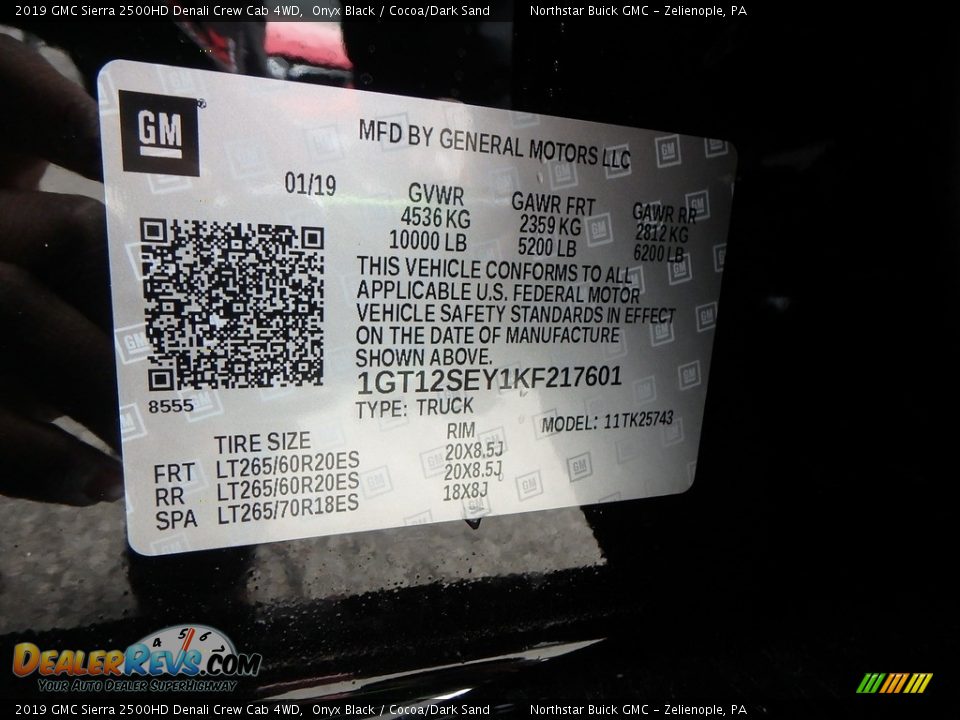 2019 GMC Sierra 2500HD Denali Crew Cab 4WD, Onyx Black / Cocoa/Dark Sand Northstar Buick GMC - Zelienople, PA
GM
MFD BY GENERAL MOTORS LLC
01/19 GVWR GAWR FRT GAWR RR
4536 KG 2359 KG 2812 KG
10000 LB 5200 LB 6200 LB
THIS VEHICLE CONFORMS TO ALL
APPLICABLE U.S. FEDERAL MOTOR
VEHICLE SAFETY STANDARDS IN EFFECT
ON THE DATE OF MANUFACTURE
SHOWN ABOVE.
1GT12SEY1KF217601
8555
TYPE: TRUCK MODEL: 11TK25743
TIRE SIZE RIM
FRT LT265/60R20ES 20X8.5J
RR LT265/60R20ES 20X8.5J
SPA LT265/70R18ES 18X8J
4 5 6
DEALERREVS.COM
YOUR AUTO DEALER SUPERHIGHWAY
2019 GMC Sierra 2500HD Denali Crew Cab 4WD, Onyx Black / Cocoa/Dark Sand Northstar Buick GMC - Zelienople, PA